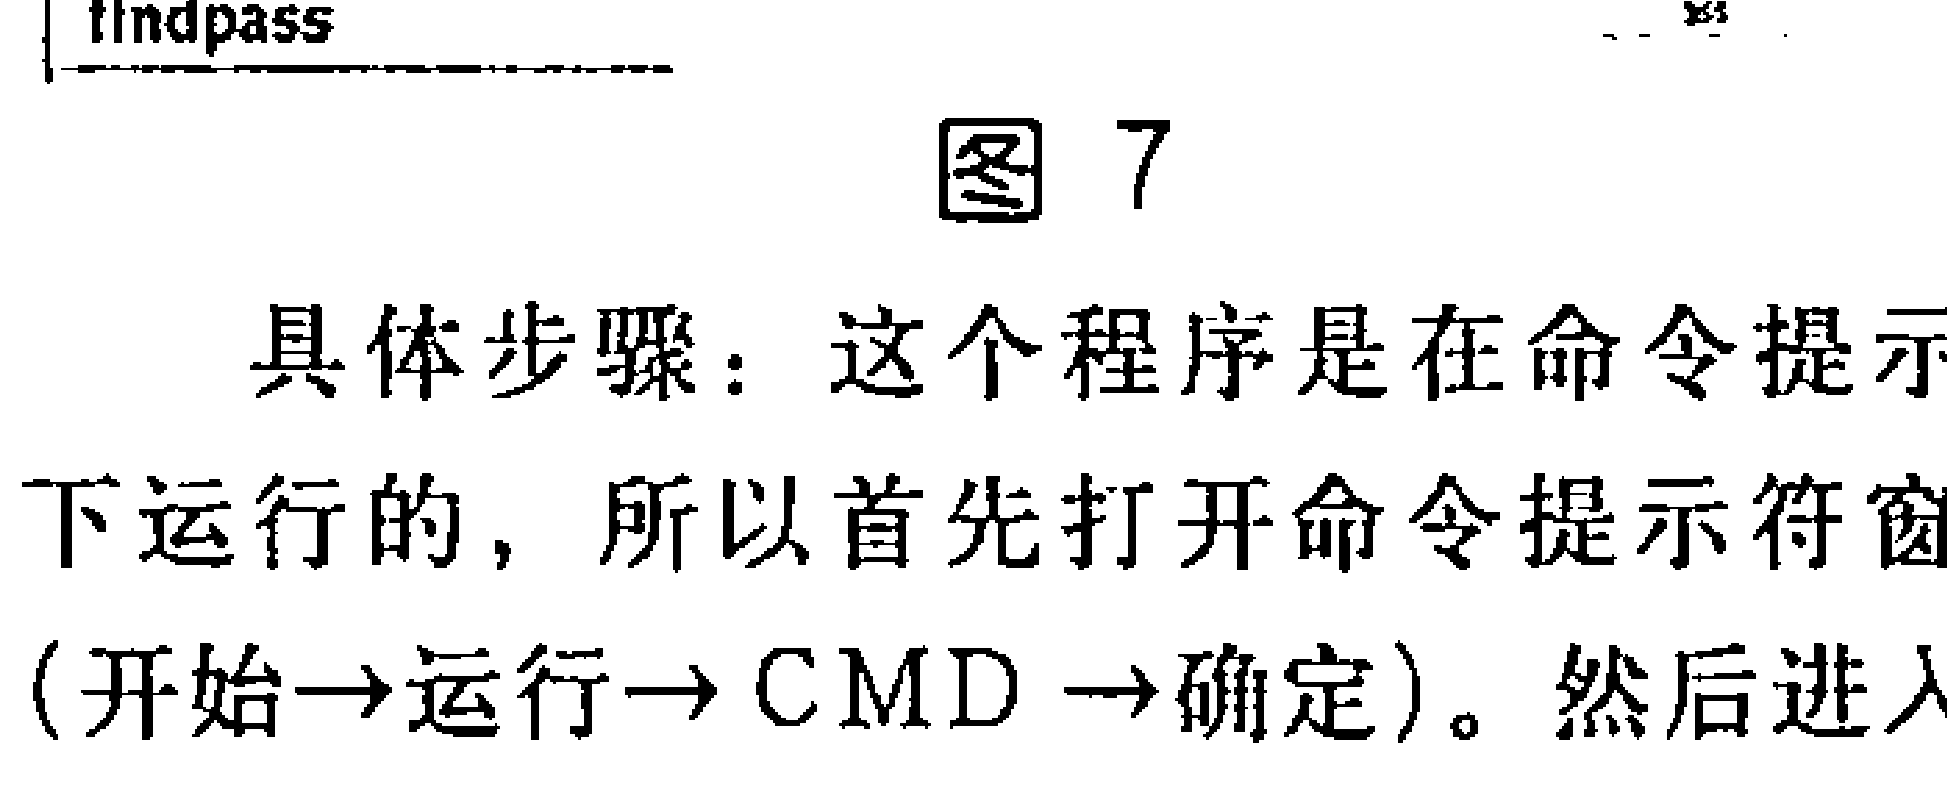 findpass
图 7
具体步骤：这个程序是在命令提示
下运行的，所以首先打开命令提示符窗
(开始→运行→CMD→确定)。然后进入